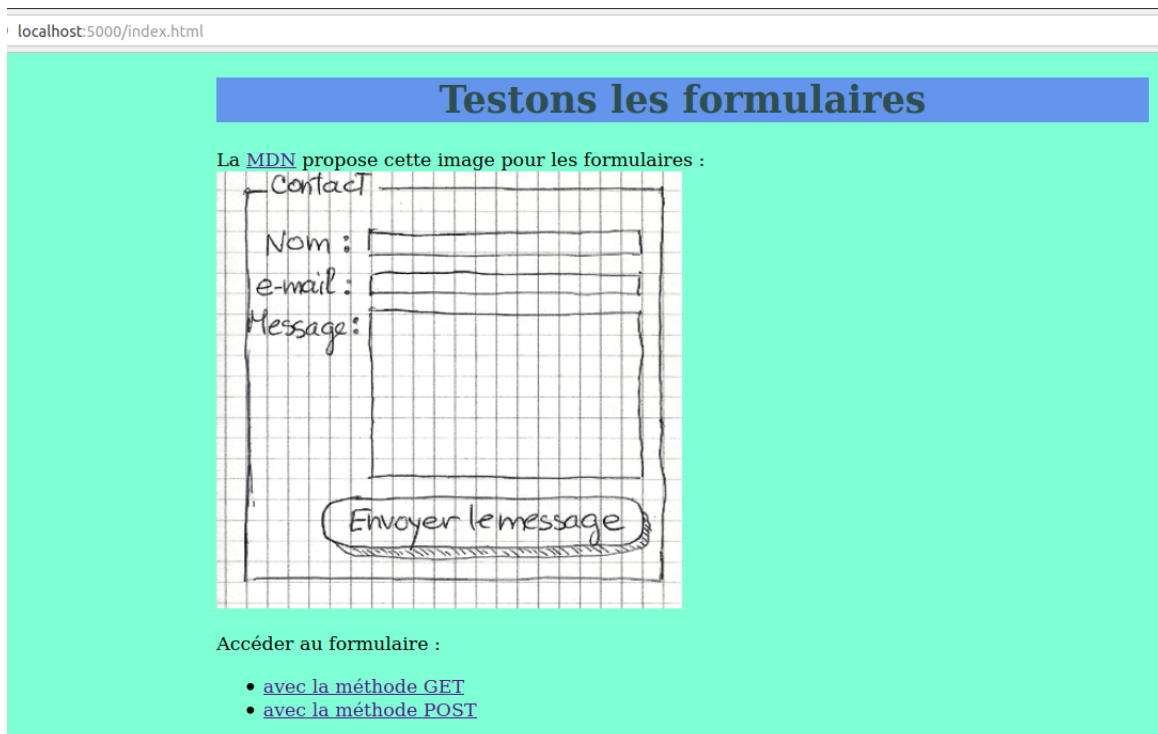 localhost:5000/index.html
Testons les formulaires
La MDN propose cette image pour les formulaires :
Contact
Nom :
e-mail :
Message :
Envoyer le message
Accéder au formulaire :
avec la méthode GET
avec la méthode POST